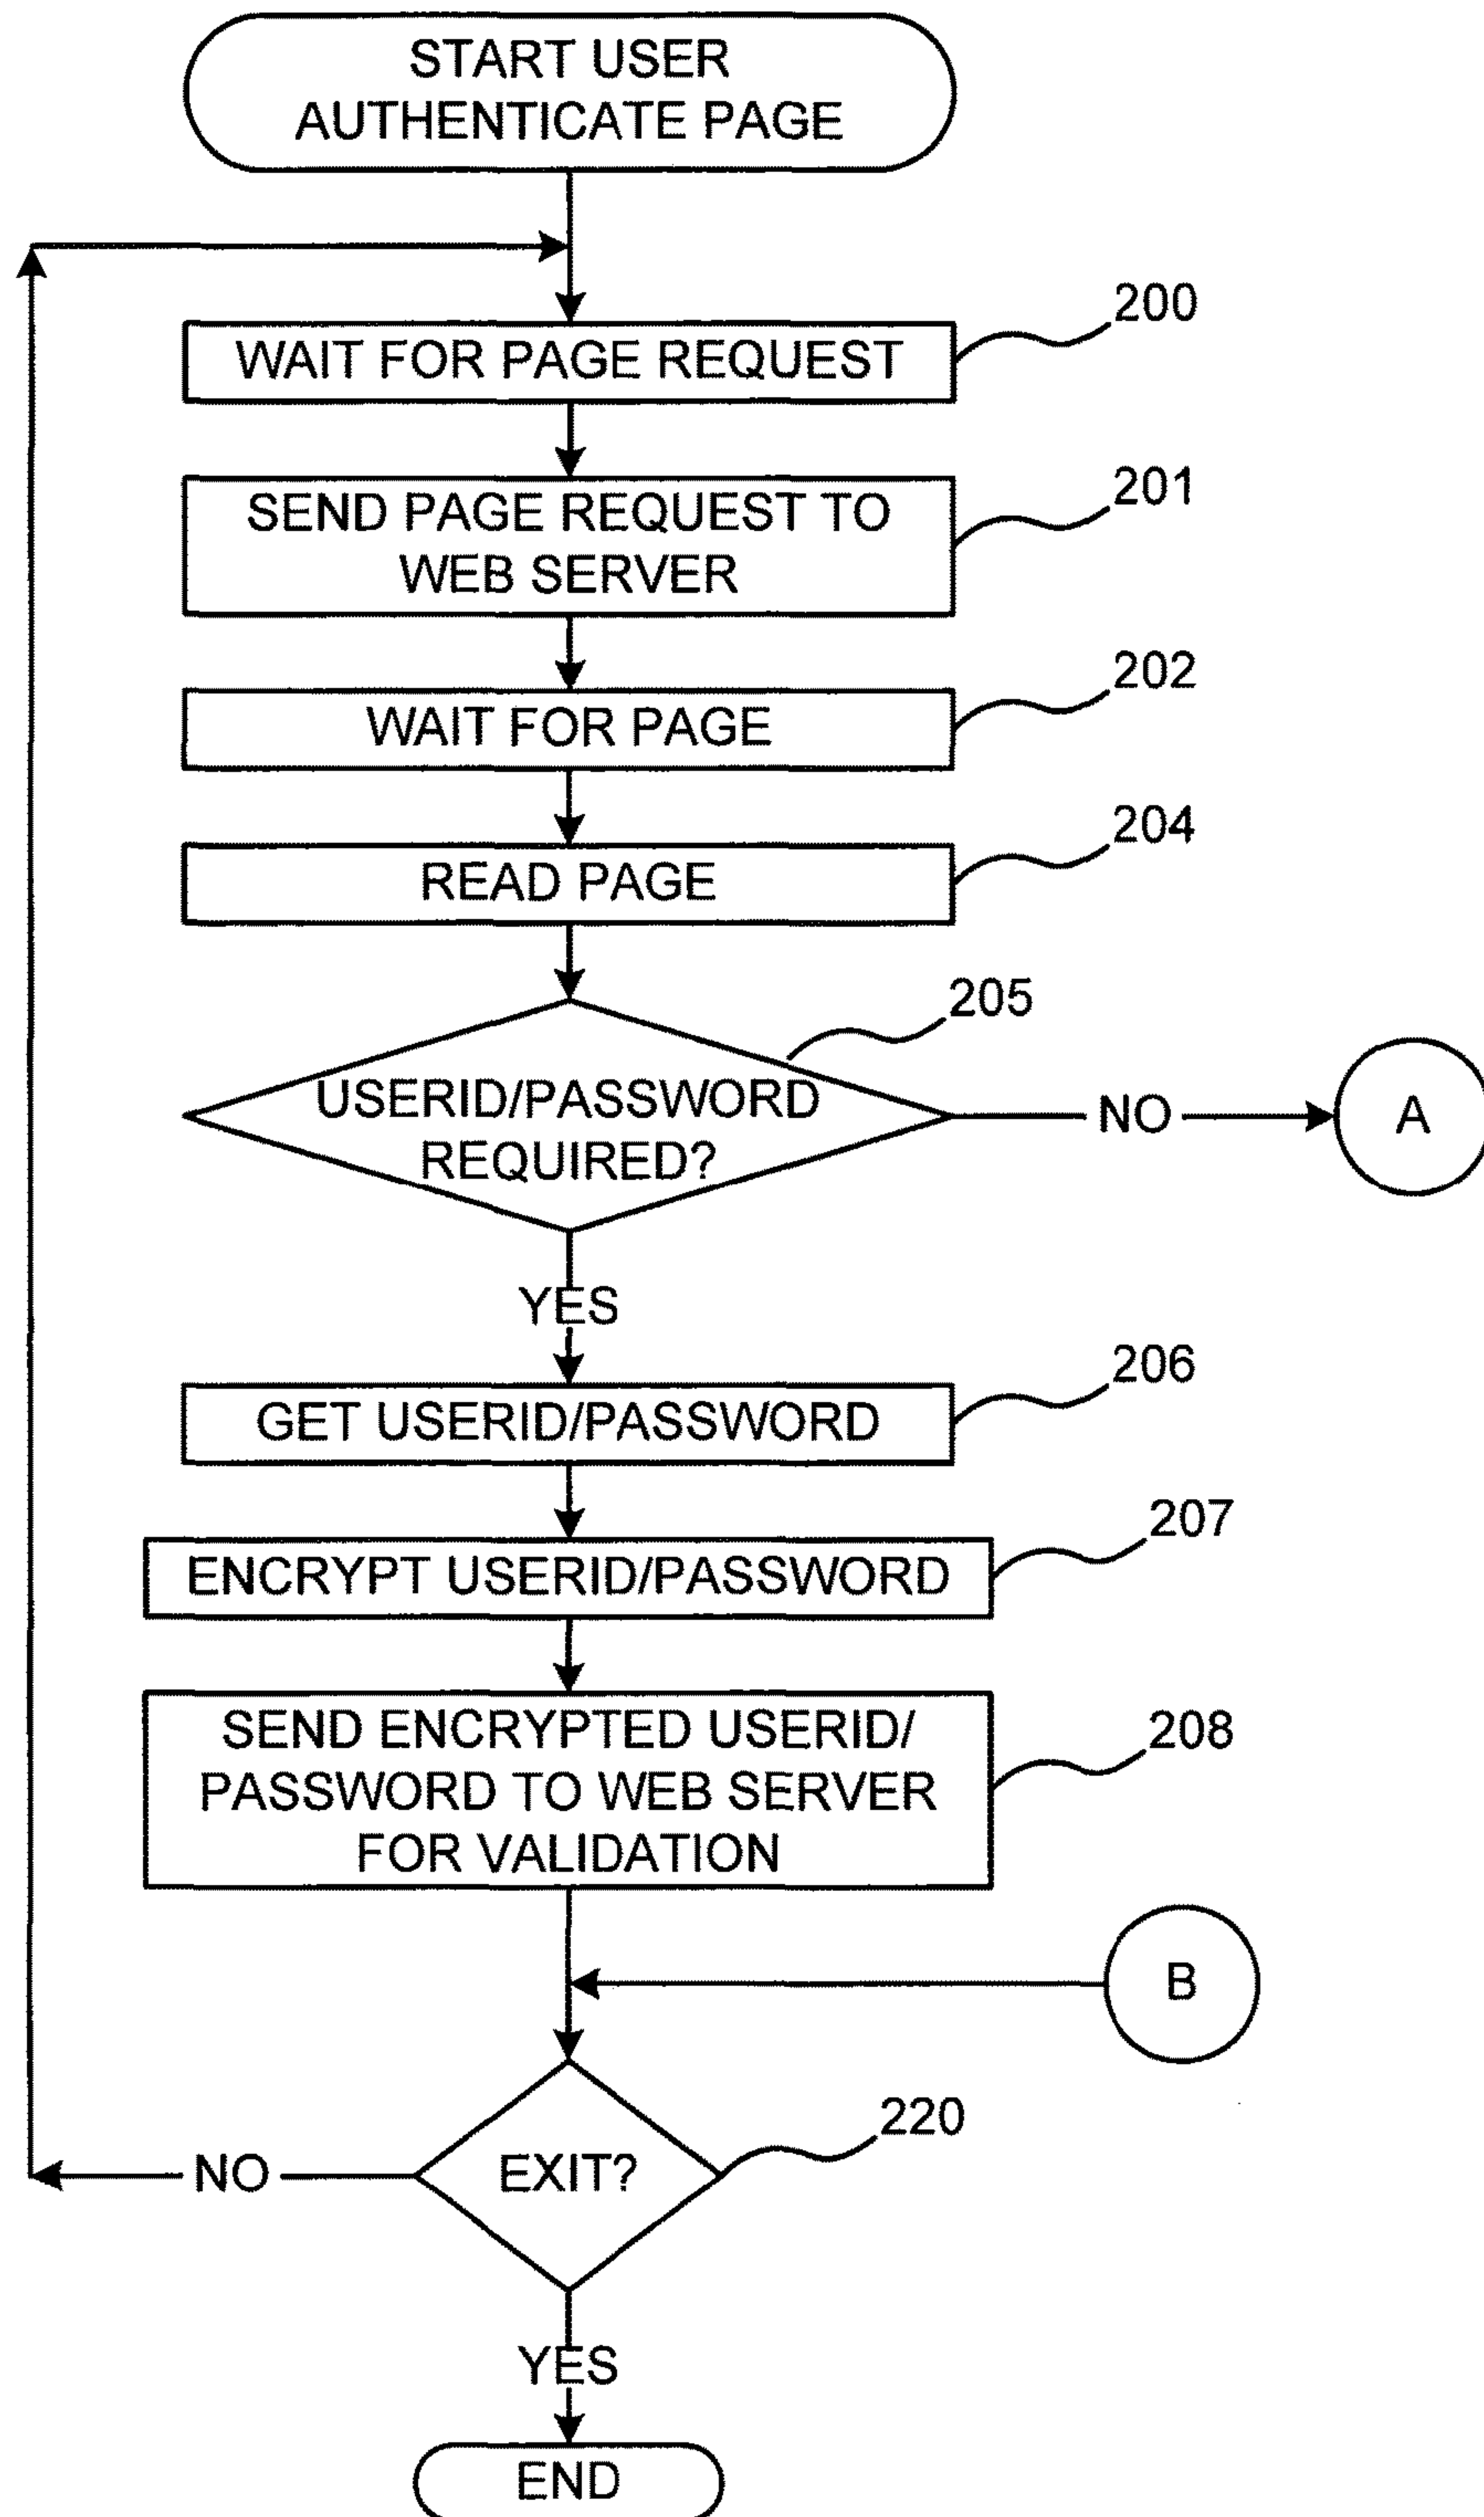 START USER
AUTHENTICATE PAGE
200
WAIT FOR PAGE REQUEST
201
SEND PAGE REQUEST TO
WEB SERVER
202
WAIT FOR PAGE
204
READ PAGE
205
USERID/PASSWORD
REQUIRED?
NO
A
YES
206
GET USERID/PASSWORD
207
ENCRYPT USERID/PASSWORD
208
SEND ENCRYPTED USERID/
PASSWORD TO WEB SERVER
FOR VALIDATION
B
220
EXIT?
NO
YES
END